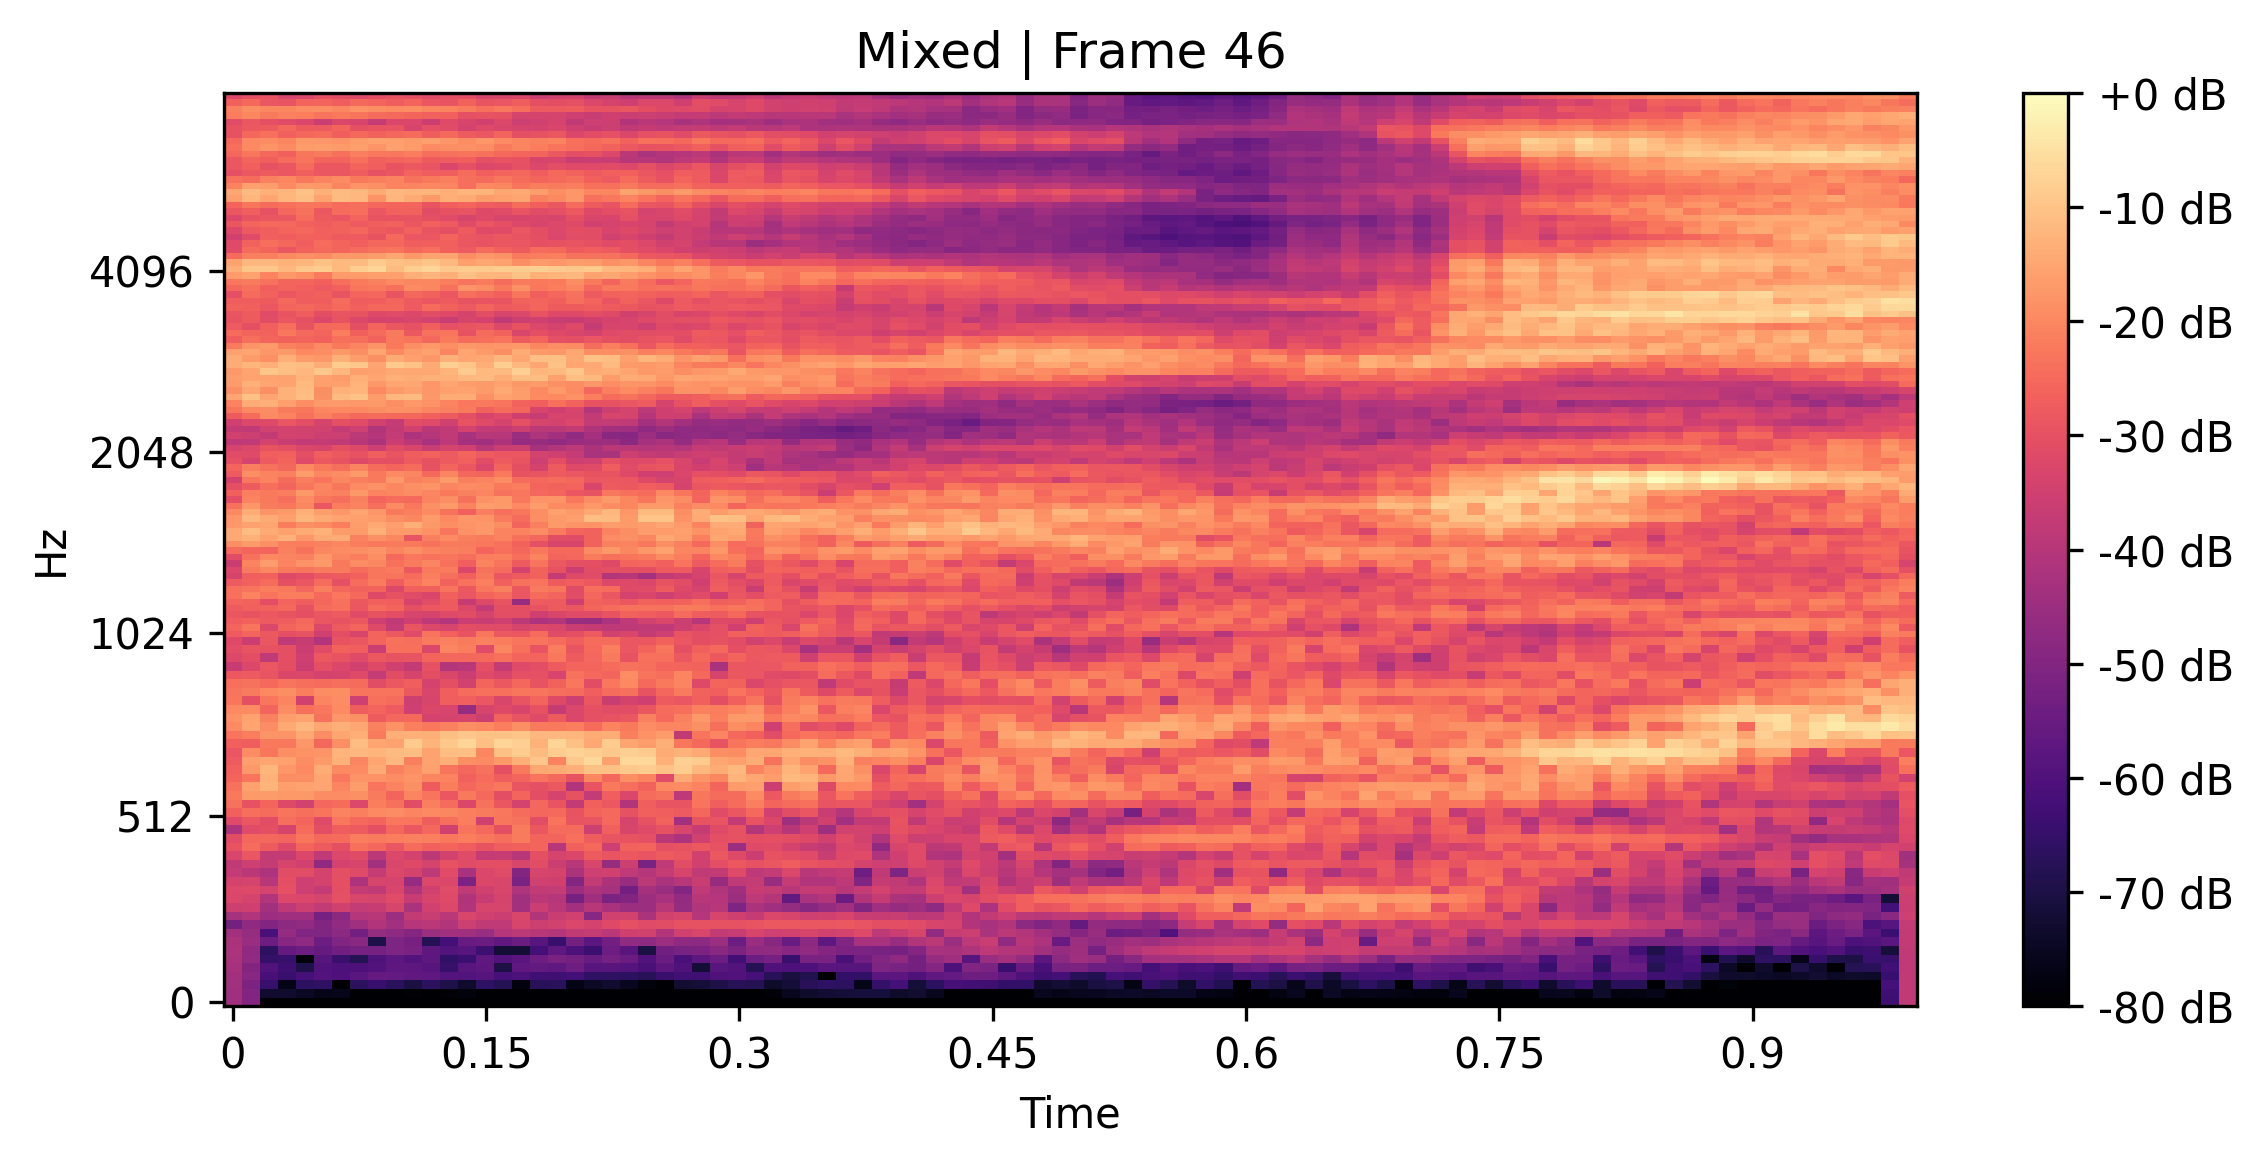 Mixed | Frame 46
+0 dB
-10 dB
-20 dB
-30 dB
-40 dB
-50 dB
-60 dB
-70 dB
-80 dB
4096
2048
1024
512
0
Hz
0 0.15 0.3 0.45 0.6 0.75 0.9
Time